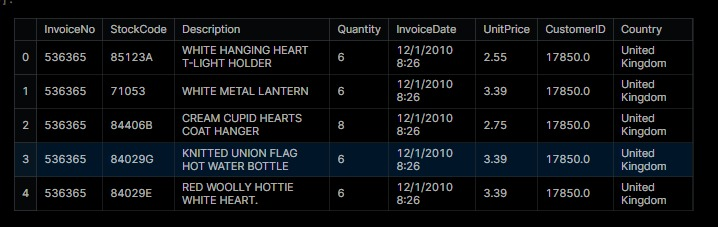 InvoiceNo StockCode Description Quantity InvoiceDate UnitPrice CustomerID Country
0 536365 85123A WHITE HANGING HEART T-LIGHT HOLDER 6 12/1/2010 8:26 2.55 17850.0 United Kingdom
1 536365 71053 WHITE METAL LANTERN 6 12/1/2010 8:26 3.39 17850.0 United Kingdom
2 536365 84406B CREAM CUPID HEARTS COAT HANGER 8 12/1/2010 8:26 2.75 17850.0 United Kingdom
3 536365 84029G KNITTED UNION FLAG HOT WATER BOTTLE 6 12/1/2010 8:26 3.39 17850.0 United Kingdom
4 536365 84029E RED WOOLLY HOTTIE WHITE HEART. 6 12/1/2010 8:26 3.39 17850.0 United Kingdom